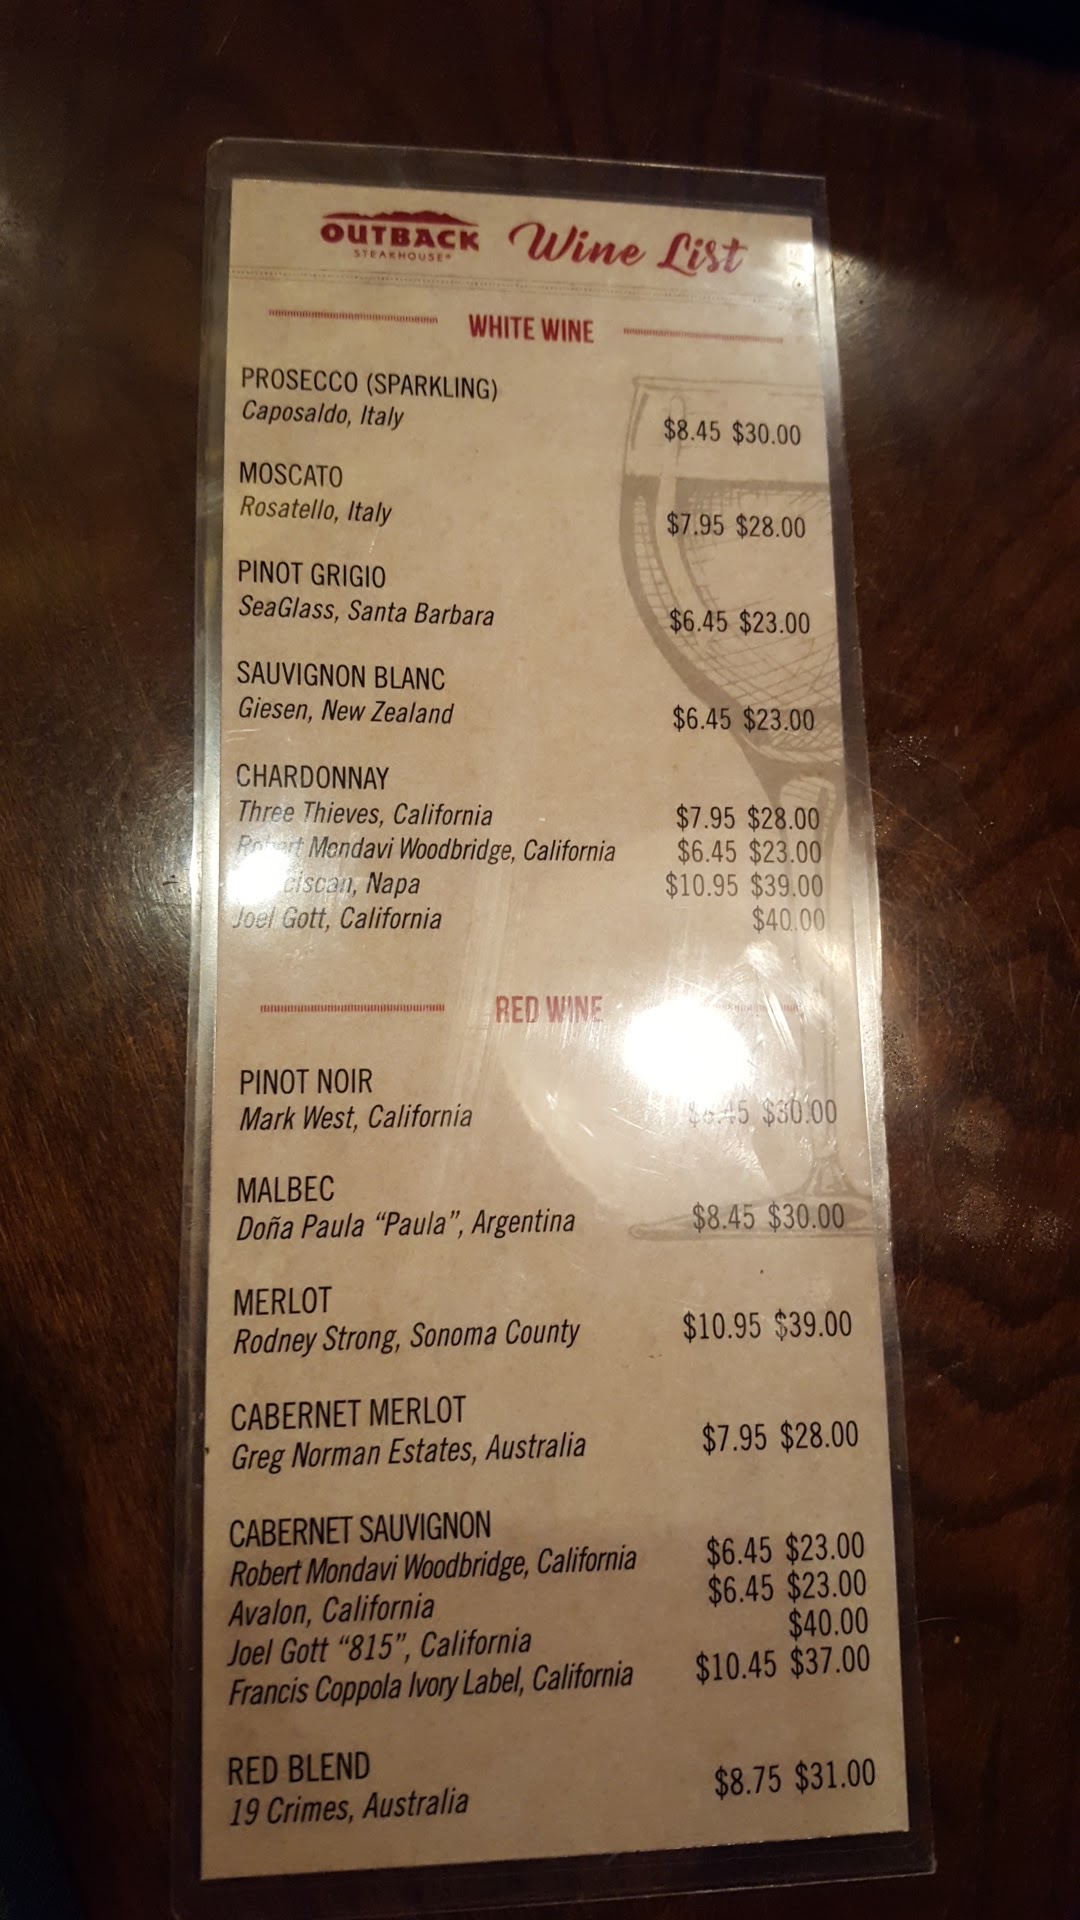 OUTBACK
STEAKHOUSE®
Wine List
WHITE WINE
PROSECCO (SPARKLING)
Caposaldo, Italy $8.45 $30.00
MOSCATO
Rosatello, Italy $7.95 $28.00
PINOT GRIGIO
SeaGlass, Santa Barbara $6.45 $23.00
SAUVIGNON BLANC
Giesen, New Zealand $6.45 $23.00
CHARDONNAY
Three Thieves, California $7.95 $28.00
Robert Mondavi Woodbridge, California $6.45 $23.00
Napa $10.95 $39.00
Joel Gott, California $40.00
RED WINE
PINOT NOIR
Mark West, California $30.00
MALBEC
Doña Paula “Paula”, Argentina $8.45 $30.00
MERLOT
Rodney Strong, Sonoma County $10.95 $39.00
CABERNET MERLOT
Greg Norman Estates, Australia $7.95 $28.00
CABERNET SAUVIGNON
Robert Mondavi Woodbridge, California $6.45 $23.00
Avalon, California $6.45 $23.00
Joel Gott “815”, California $40.00
Francis Coppola Ivory Label, California $10.45 $37.00
RED BLEND
19 Crimes, Australia $8.75 $31.00